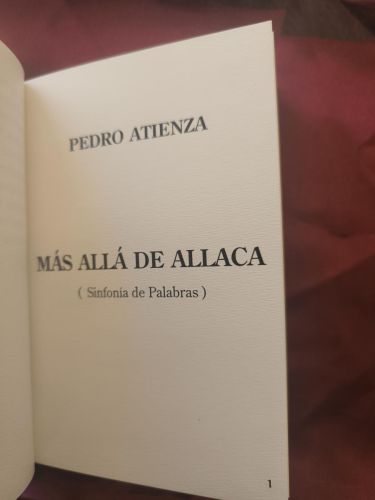 PEDRO ATIENZA
MÁS ALLÁ DE ALLACA
( Sinfonía de Palabras )
1